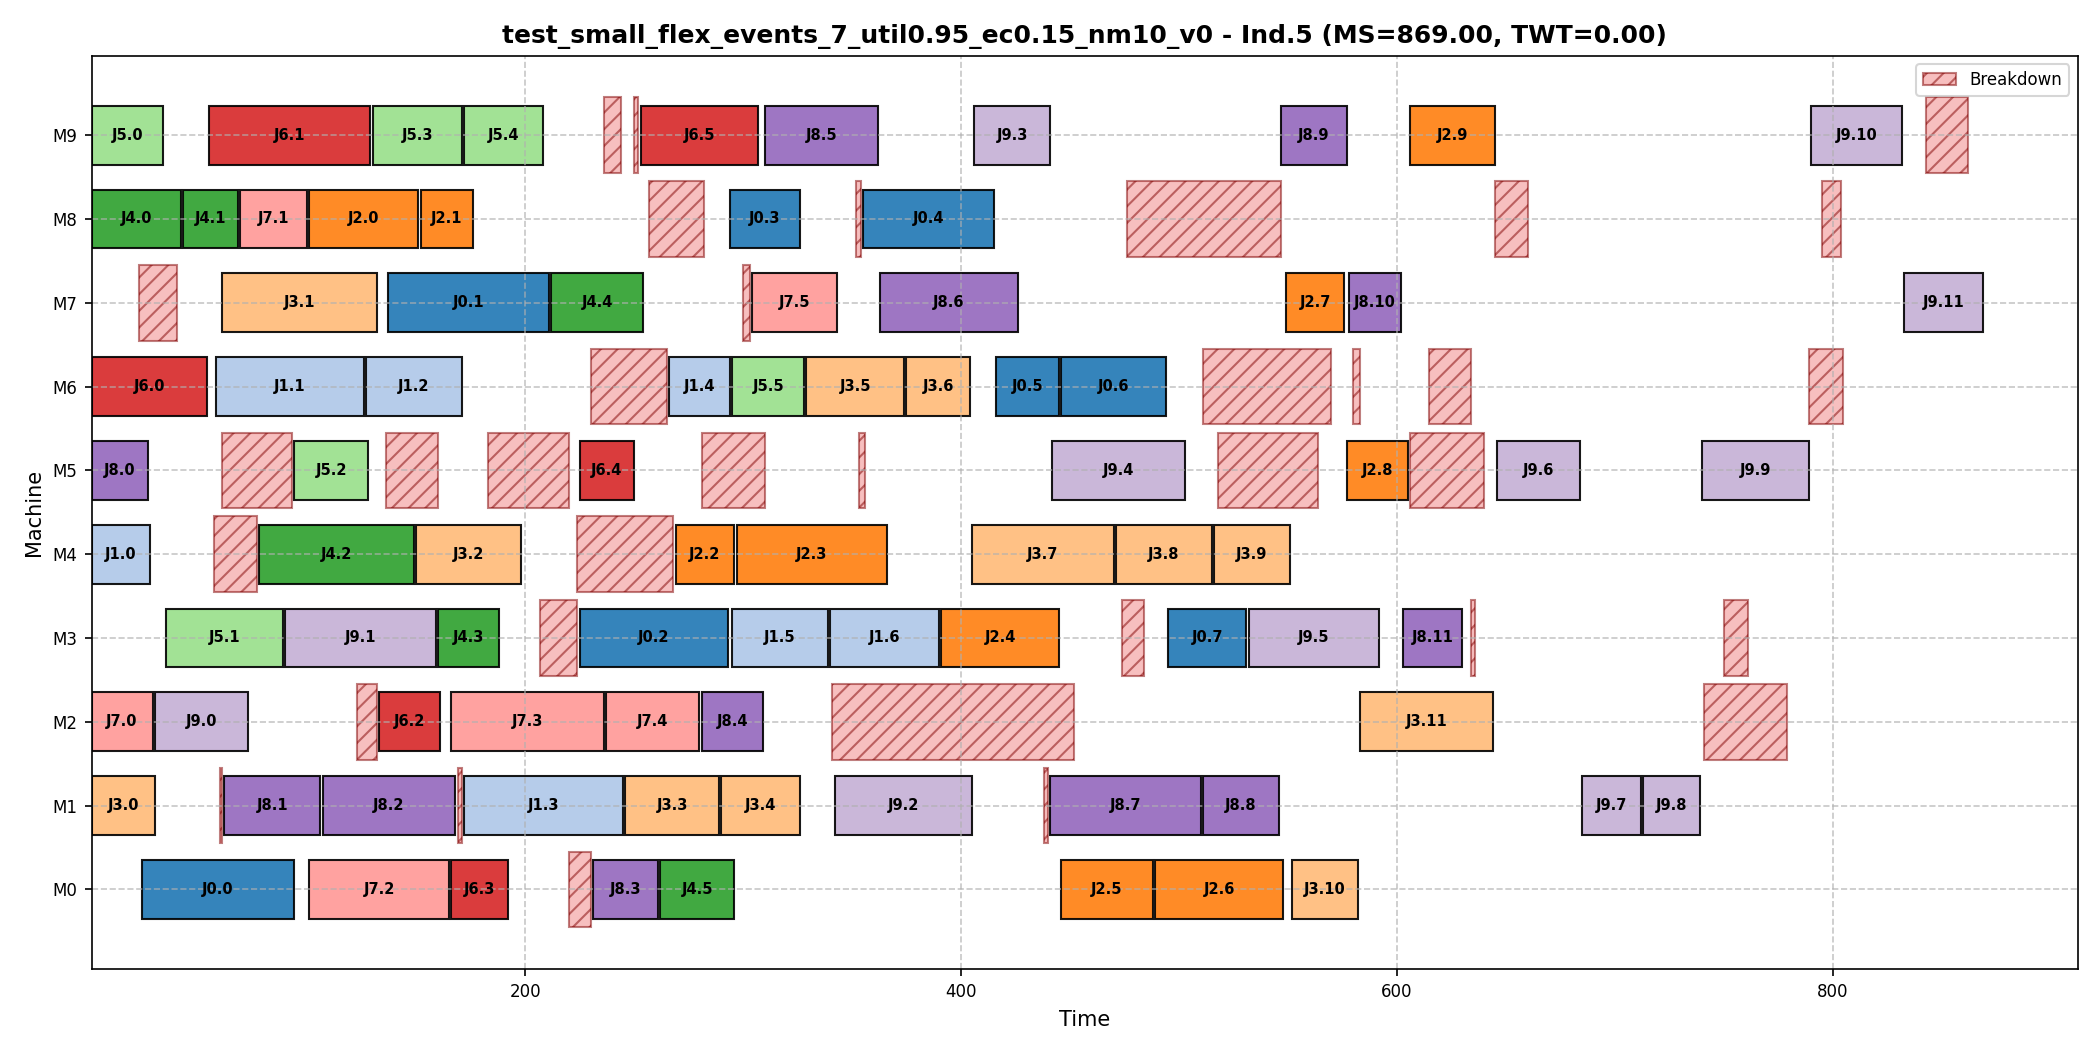 test_small_flex_events_7_util0.95_ec0.15_nm10_v0 - Ind.5 (MS=869.00, TWT=0.00)
Breakdown
M9 J5.0 J6.1 J5.3 J5.4 J6.5 J8.5 J9.3 J8.9 J2.9 J9.10
M8 J4.0 J4.1 J7.1 J2.0 J2.1 J0.3 J0.4
M7 J3.1 J0.1 J4.4 J7.5 J8.6 J2.7 J8.10 J9.11
M6 J6.0 J1.1 J1.2 J1.4 J5.5 J3.5 J3.6 J0.5 J0.6
M5 J8.0 J5.2 J6.4 J9.4 J2.8 J9.6 J9.9
M4 J1.0 J4.2 J3.2 J2.2 J2.3 J3.7 J3.8 J3.9
M3 J5.1 J9.1 J4.3 J0.2 J1.5 J1.6 J2.4 J0.7 J9.5 J8.11
M2 J7.0 J9.0 J6.2 J7.3 J7.4 J8.4 J3.11
M1 J3.0 J8.1 J8.2 J1.3 J3.3 J3.4 J9.2 J8.7 J8.8 J9.7 J9.8
M0 J0.0 J7.2 J6.3 J8.3 J4.5 J2.5 J2.6 J3.10
Machine
200 400 600 800
Time